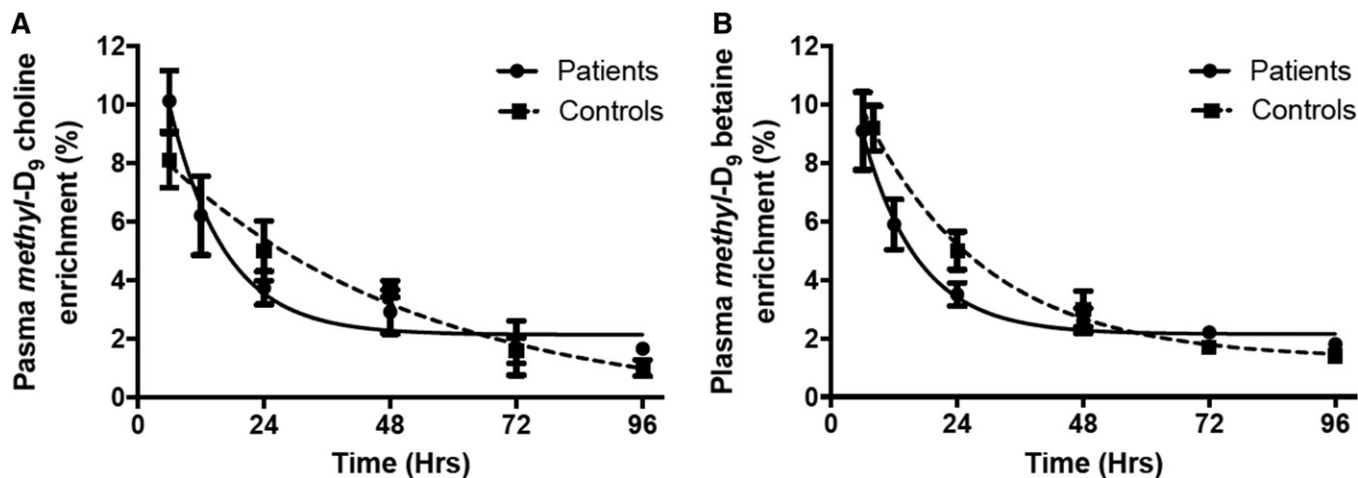 A
Pasma methyl-D9 choline
enrichment (%)
12
10
8
6
4
2
0
0 24 48 72 96
Time (Hrs)
Patients
Controls
B
Plasma methyl-D9 betaine
enrichment (%)
12
10
8
6
4
2
0
0 24 48 72 96
Time (Hrs)
Patients
Controls